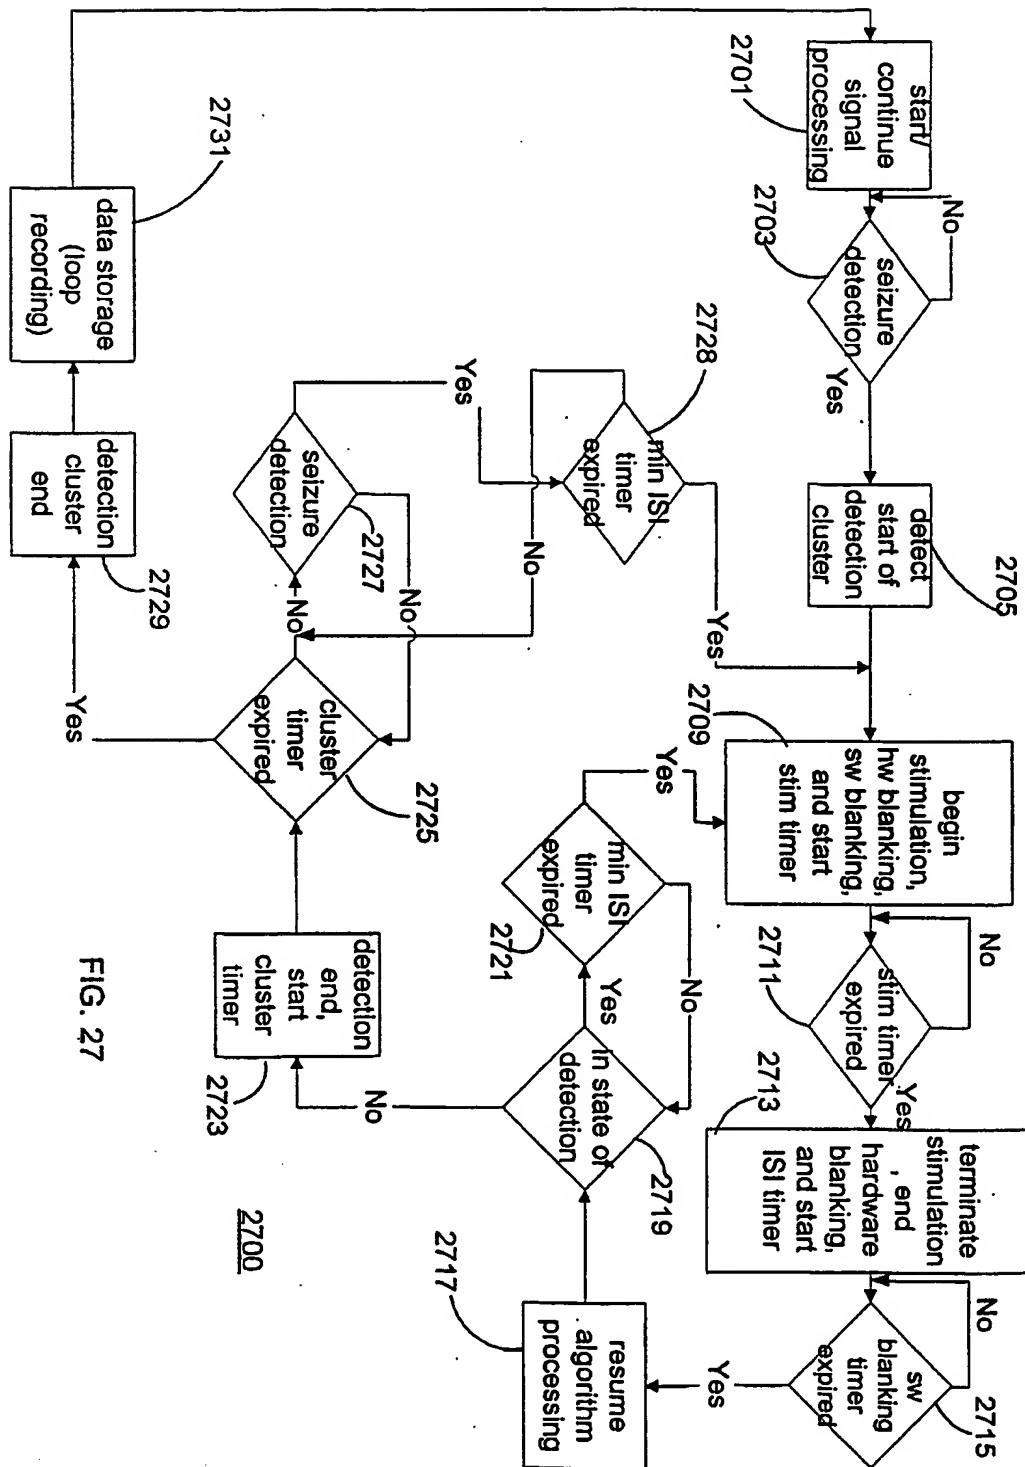 start/
continue
signal
processing
2701
No
seizure
detection
2703
Yes
detect
start of
detection
cluster
2705
begin
stimulation,
hw blanking,
sw blanking,
and start
stim timer
2709
No
stim timer
expired
2711
Yes
terminate
stimulation
, end
hardware
blanking,
and start
ISI timer
2713
No
sw
blanking
timer
expired
2715
Yes
resume
algorithm
processing
2717
in state of
detection
2719
Yes
No
min ISI
timer
expired
2721
Yes
No
detection
end,
start
cluster
timer
2723
cluster
timer
expired
2725
No
Yes
seizure
detection
2727
No
Yes
min ISI
timer
expired
2728
Yes
No
detection
cluster
end
2729
data storage
(loop
recording)
2731
2700
FIG. 27